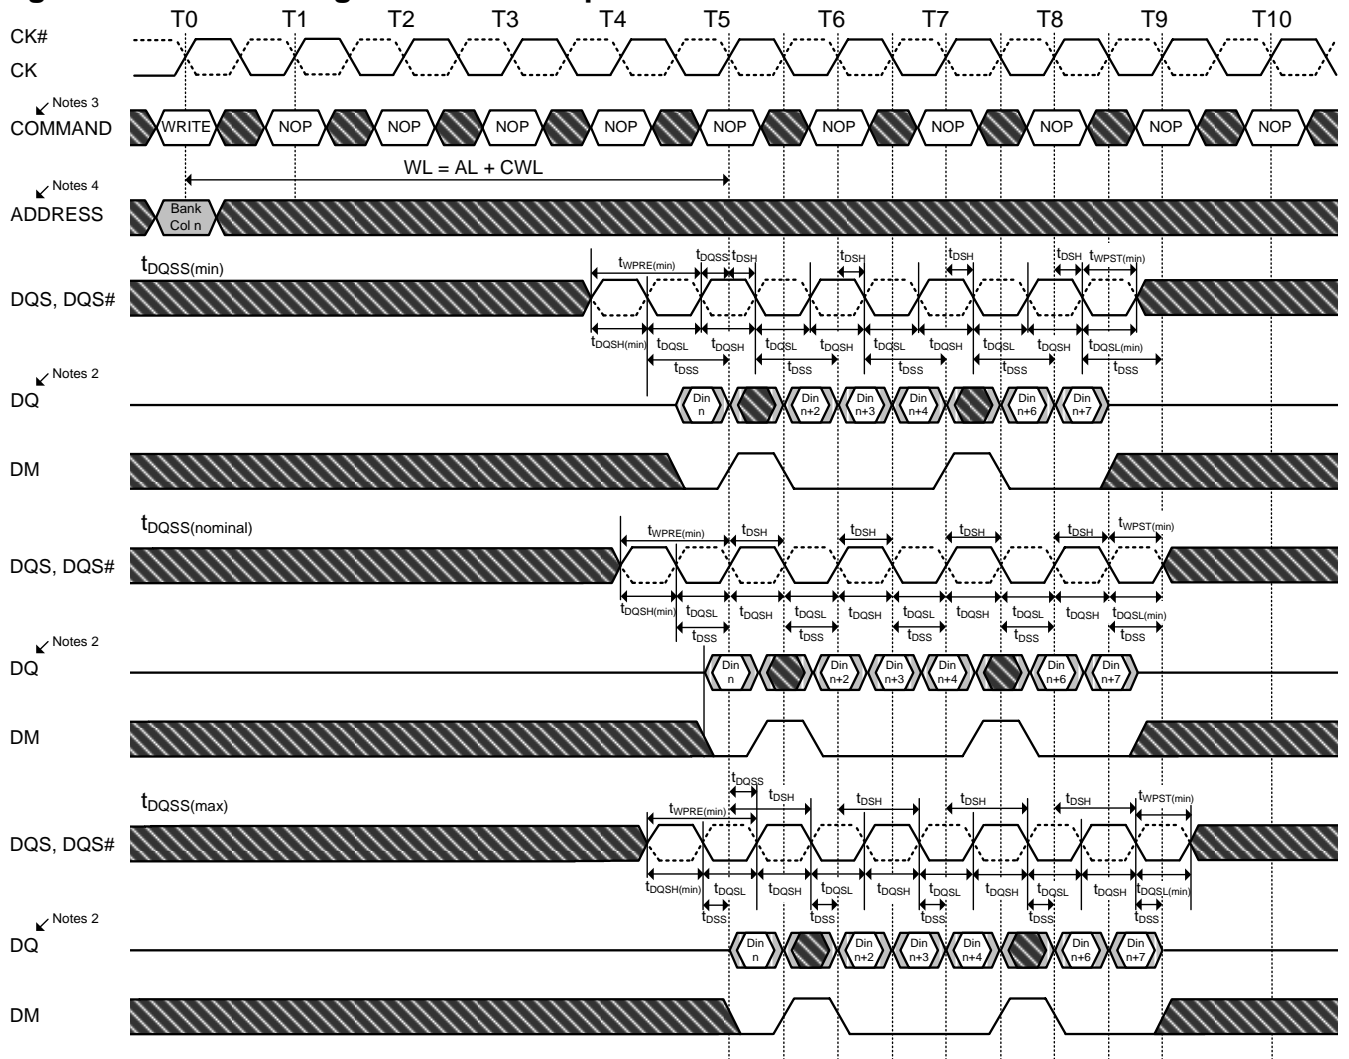 T0 T1 T2 T3 T4 T5 T6 T7 T8 T9 T10
CK#
CK
Notes 3
COMMAND WRITE NOP NOP NOP NOP NOP NOP NOP NOP NOP NOP
WL = AL + CWL
Notes 4
ADDRESS
Bank
Col n
tDQSS(min)
tWPRE(min) tDQSS tDSH tDSH tDSH tDSH tWPST(min)
DQS, DQS#
tDQSH(min) tDQSL tDQSH tDQSL tDQSH tDQSL tDQSH tDQSL tDQSH tDQSL(min)
tDSS tDSS tDSS tDSS tDSS
Notes 2
DQ
Din n Din n+2 Din n+3 Din n+4 Din n+6 Din n+7
DM
tDQSS(nominal)
tWPRE(min) tDSH tDSH tDSH tDSH tWPST(min)
DQS, DQS#
tDQSH(min) tDQSL tDQSH tDQSL tDQSH tDQSL tDQSH tDQSL tDQSH tDQSL(min)
tDSS tDSS tDSS tDSS tDSS
Notes 2
DQ
Din n Din n+2 Din n+3 Din n+4 Din n+6 Din n+7
DM
tDQSS
tDQSS(max)
tWPRE(min) tDSH tDSH tDSH tDSH tWPST(min)
DQS, DQS#
tDQSH(min) tDQSL tDQSH tDQSL tDQSH tDQSL tDQSH tDQSL tDQSH tDQSL(min)
tDSS tDSS tDSS tDSS tDSS
Notes 2
DQ
Din n Din n+2 Din n+3 Din n+4 Din n+6 Din n+7
DM